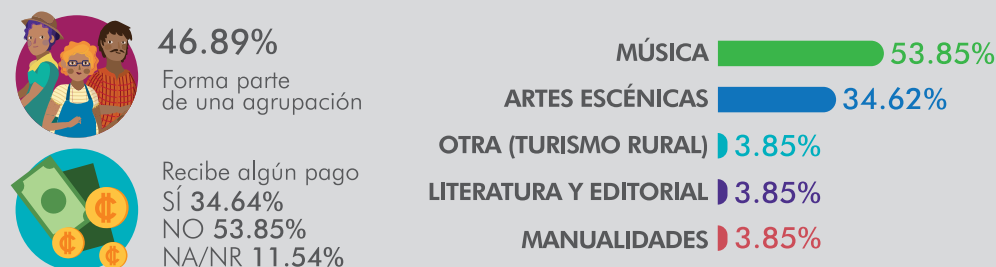 46.89%
Forma parte
de una agrupación
Recibe algún pago
SÍ 34.64%
NO 53.85%
NA/NR 11.54%
MÚSICA 53.85%
ARTES ESCÉNICAS 34.62%
OTRA (TURISMO RURAL) 3.85%
LITERATURA Y EDITORIAL 3.85%
MANUALIDADES 3.85%